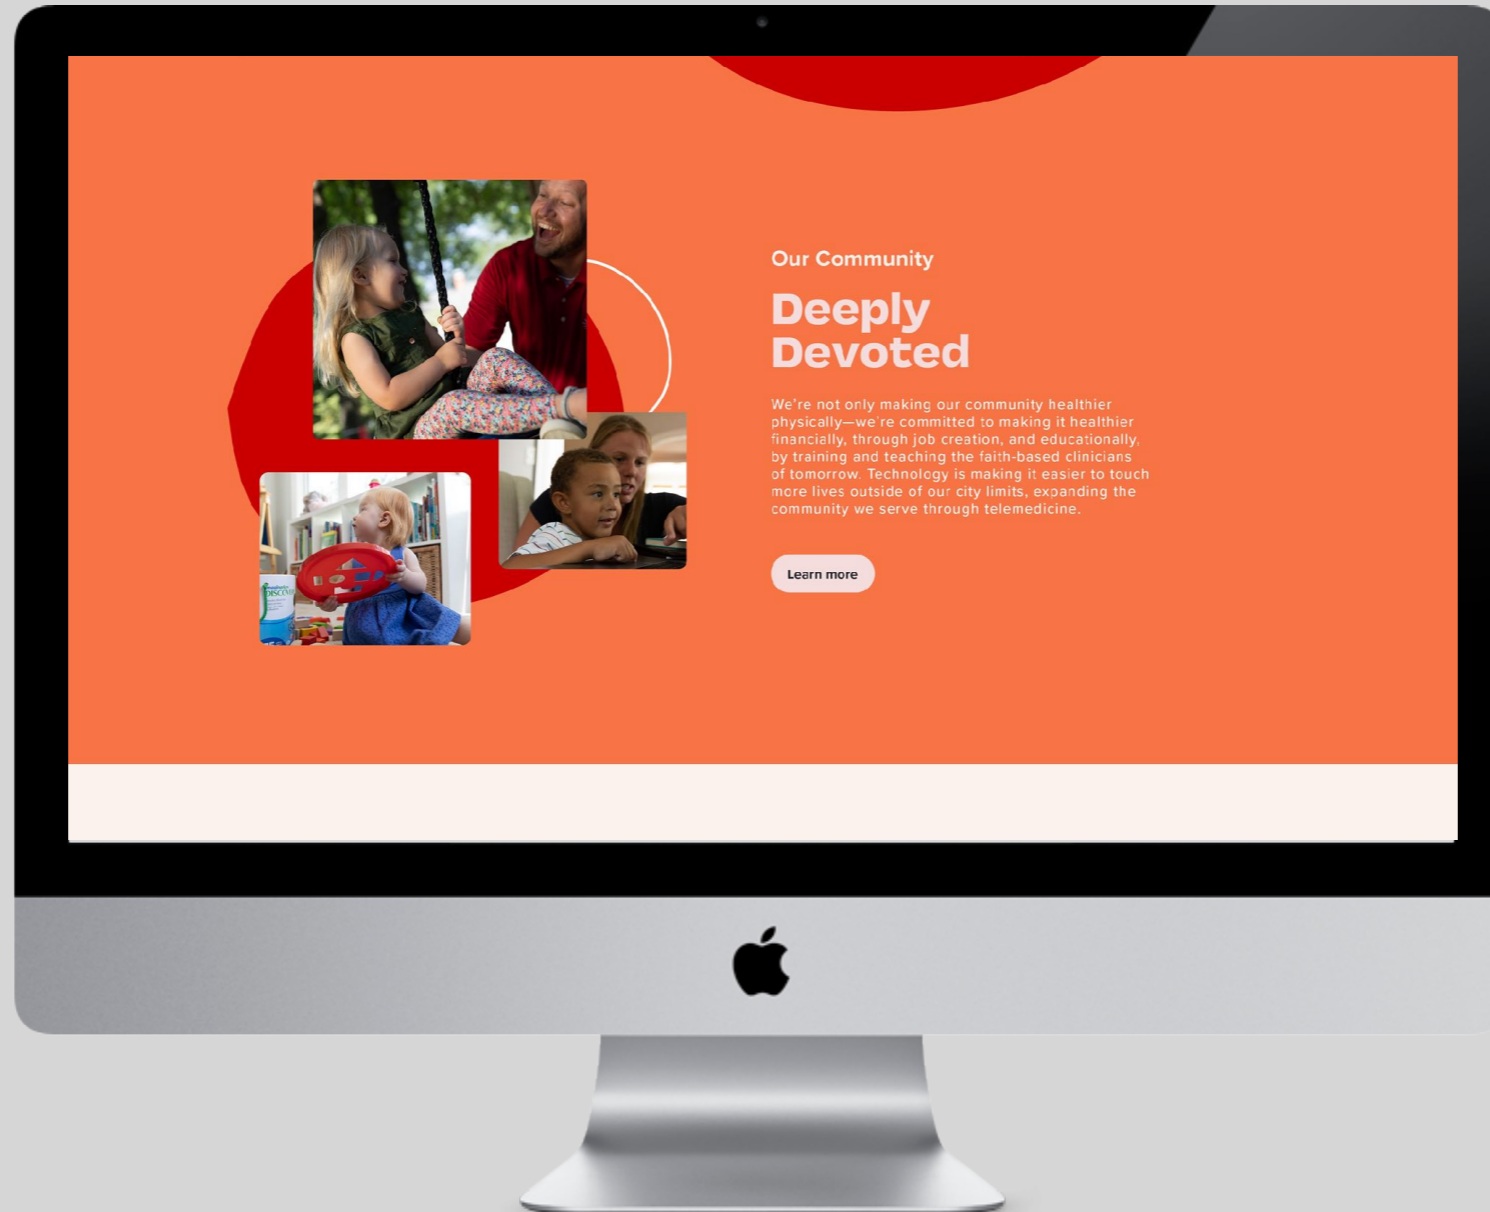 Our Community
Deeply
Devoted
We're not only making our community healthier
physically—we're committed to making it healthier
financially, through job creation, and educationally,
by training and teaching the faith-based clinicians
of tomorrow. Technology is making it easier to touch
more lives outside of our city limits, expanding the
community we serve through telemedicine.
Learn more